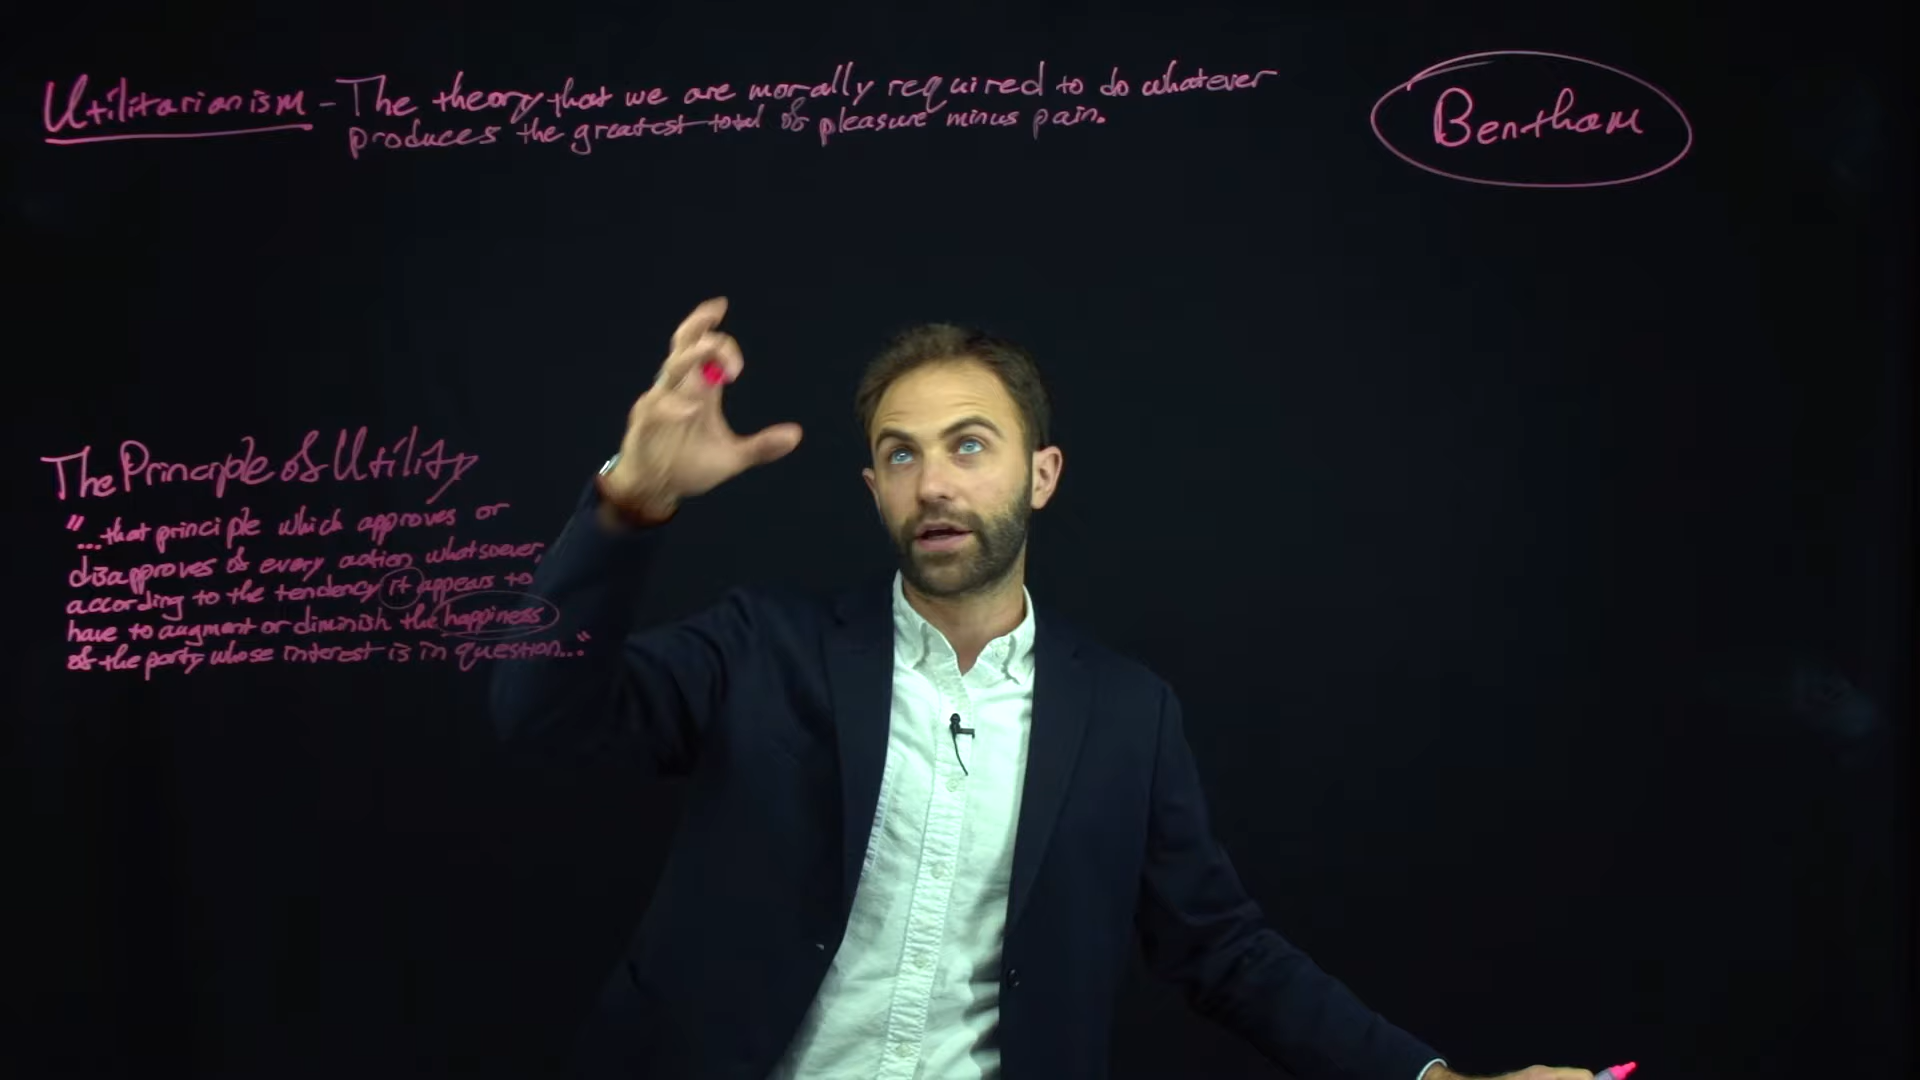 Utilitarianism - The theory that we are morally required to do whatever
produces the greatest total of pleasure minus pain.
Bentham
The Principle of Utility
"...that principle which approves or
disapproves of every action whatsoever,
according to the tendency it appears to
have to augment or diminish the happiness
of the party whose interest is in question..."